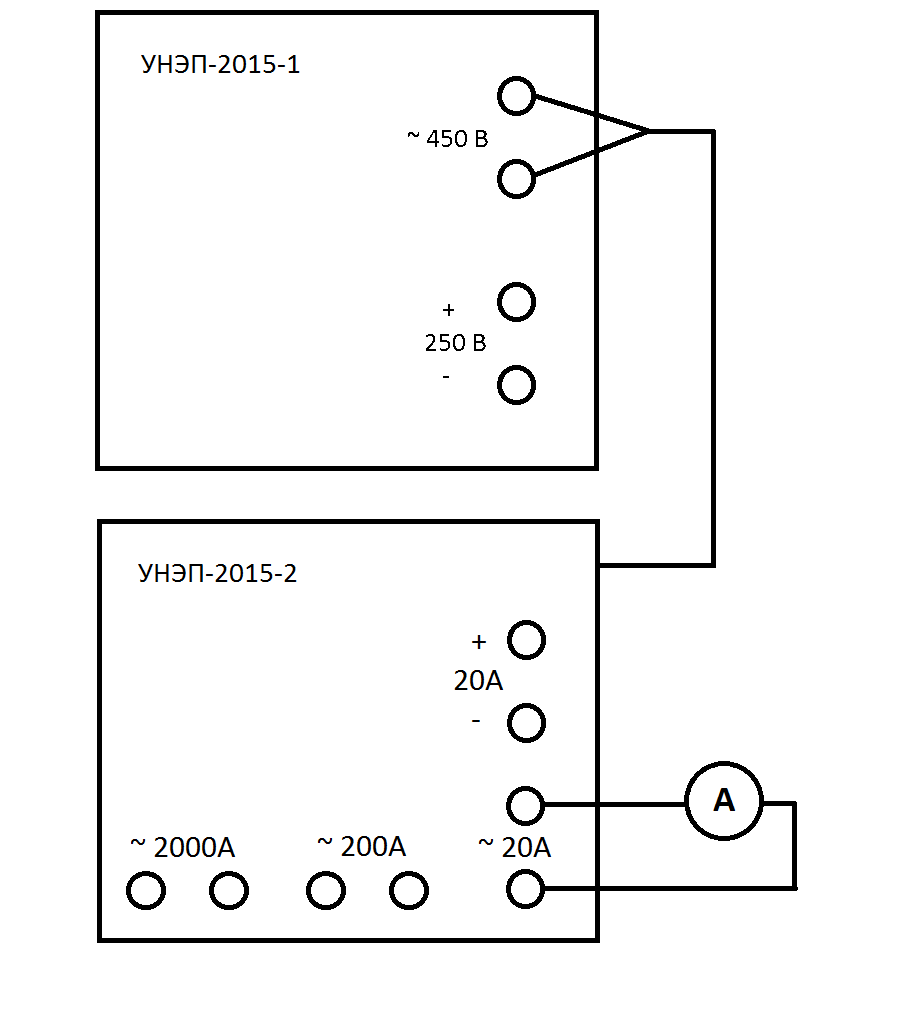 УНЭП-2015-1
~ 450 В
+
250 В
-
УНЭП-2015-2
+
20А
-
А
~ 2000А
~ 200А
~ 20А